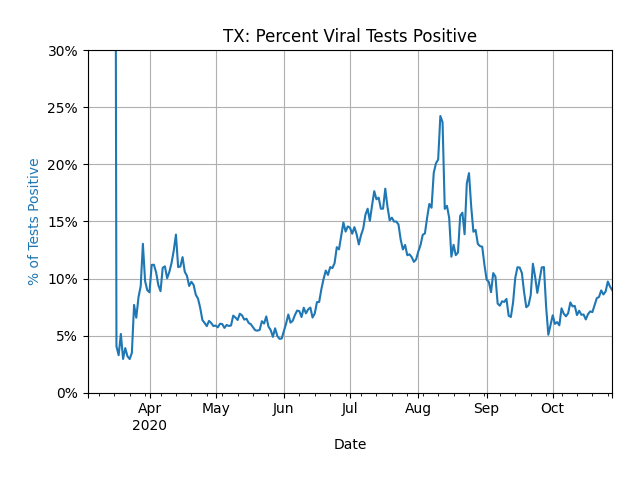 TX: Percent Viral Tests Positive
30%
25%
20%
15%
10%
5%
0%
% of Tests Positive
Apr May Jun Jul Aug Sep Oct
2020
Date